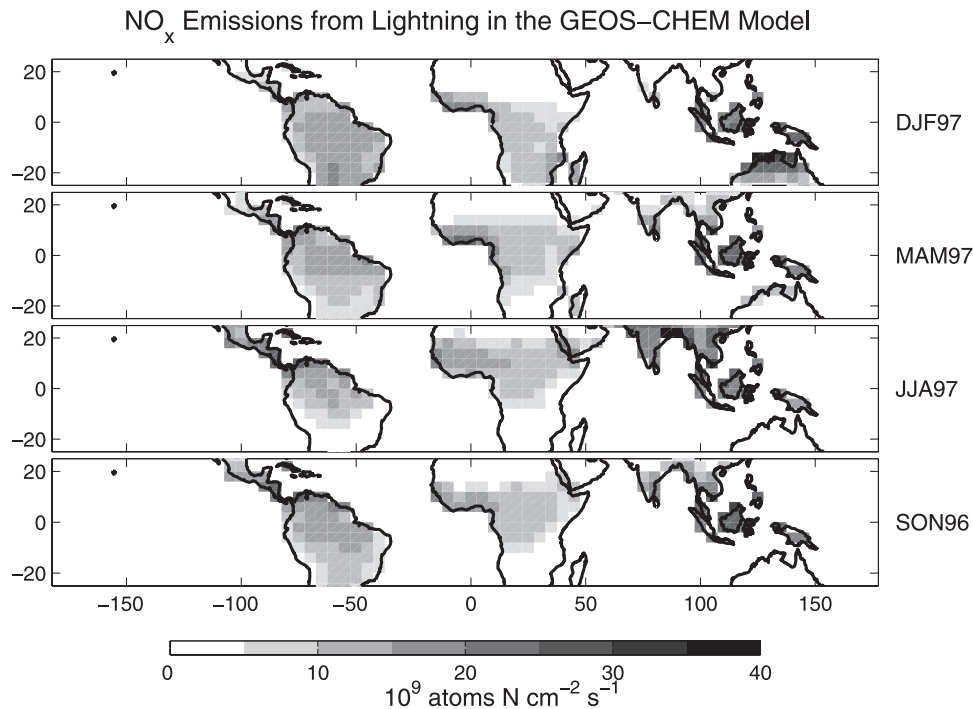 NOx Emissions from Lightning in the GEOS−CHEM Model
20
0
−20
DJF97
20
0
−20
MAM97
20
0
−20
JJA97
20
0
−20
SON96
−150 −100 −50 0 50 100 150
0 10 20 30 40
10⁹ atoms N cm⁻² s⁻¹